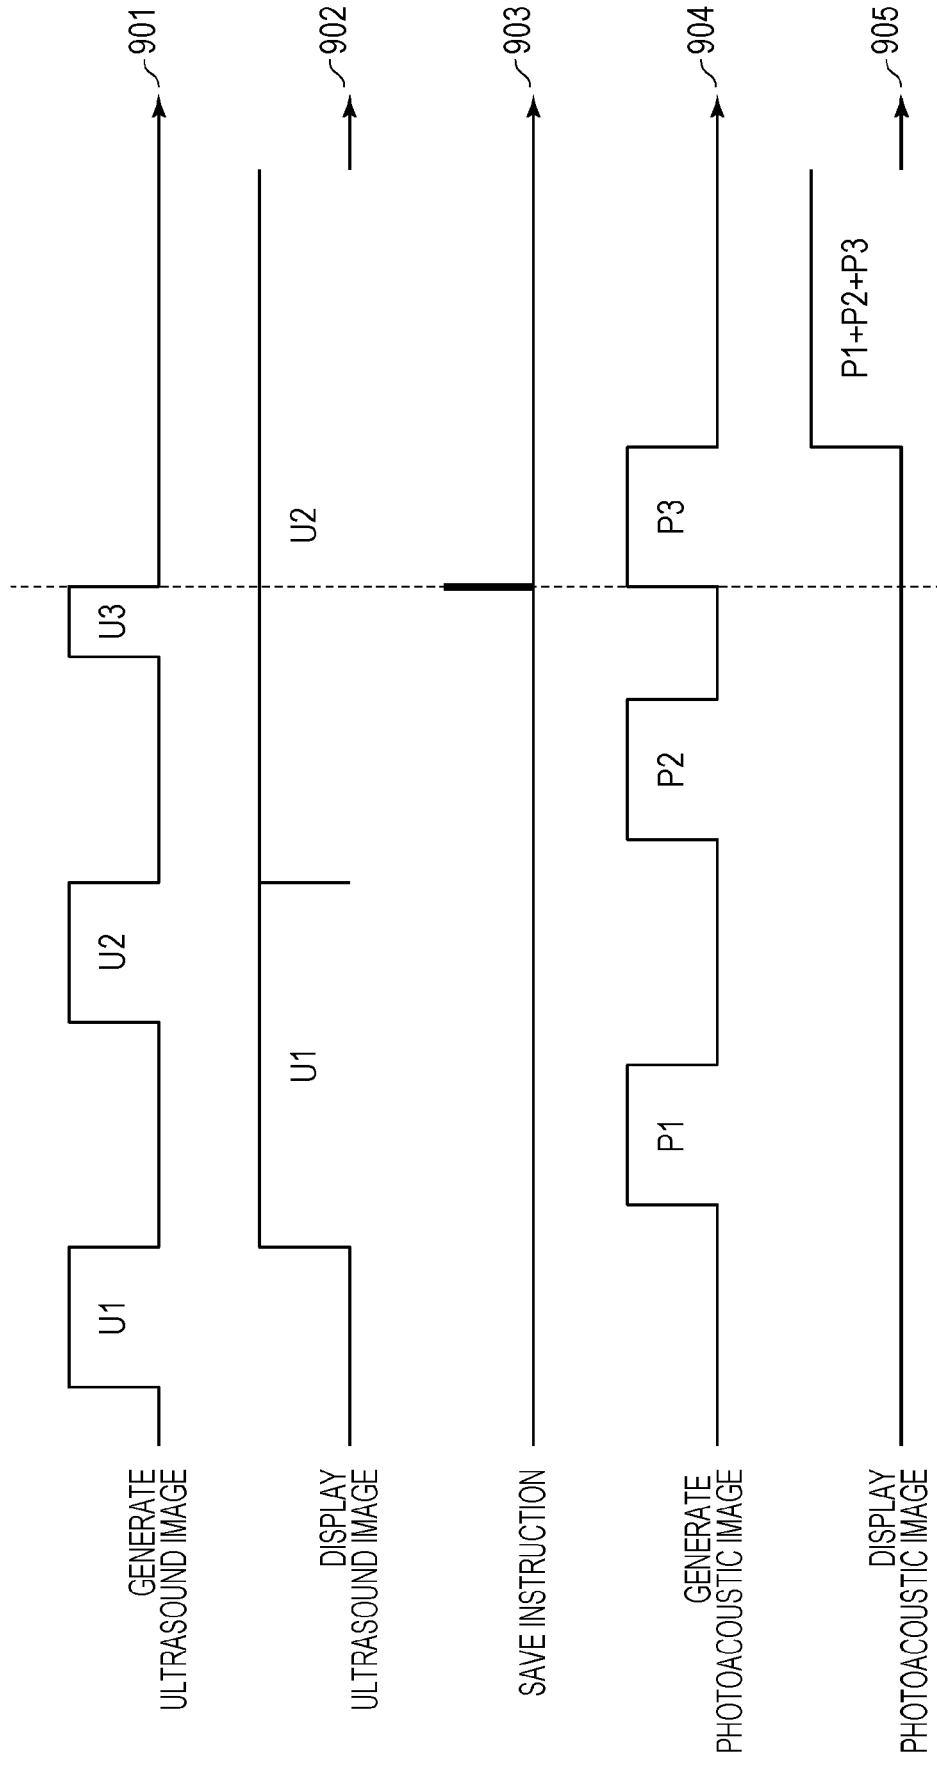 GENERATE
ULTRASOUND IMAGE
U1
U2
U3
901
DISPLAY
ULTRASOUND IMAGE
U1
U2
902
SAVE INSTRUCTION
903
GENERATE
PHOTOACOUSTIC IMAGE
P1
P2
P3
904
DISPLAY
PHOTOACOUSTIC IMAGE
P1+P2+P3
905